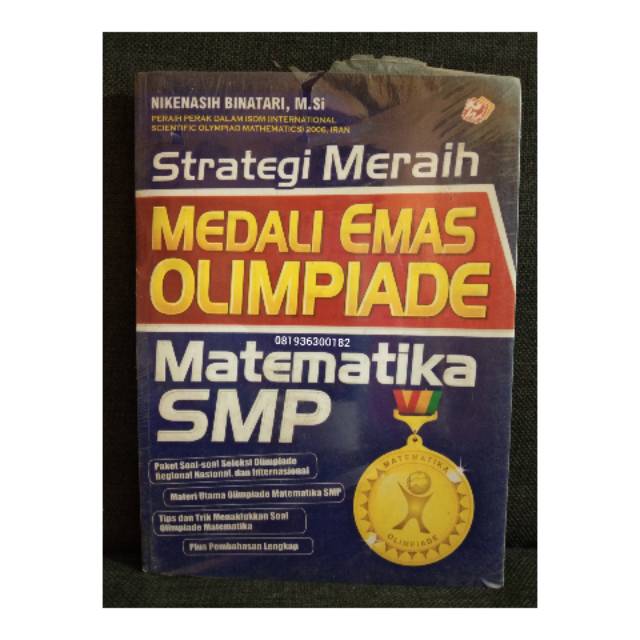 NIKENASIH BINATARI, M.Si
PERAIH PERAK DALAM ISOM (INTERNATIONAL
SCIENTIFIC OLYMPIAD MATHEMATICS) 2006, IRAN
Strategi Meraih
MEDALI EMAS
OLIMPIADE
081936300182
Matematika
SMP
Paket Soal-soal Seleksi Olimpiade
Regional Nasional, dan Internasional
Materi Utama Olimpiade Matematika SMP
Tips dan Trik Menaklukkan Soal
Olimpiade Matematika
Plus Pembahasan Lengkap
MATEMATIKA
OLIMPIADE